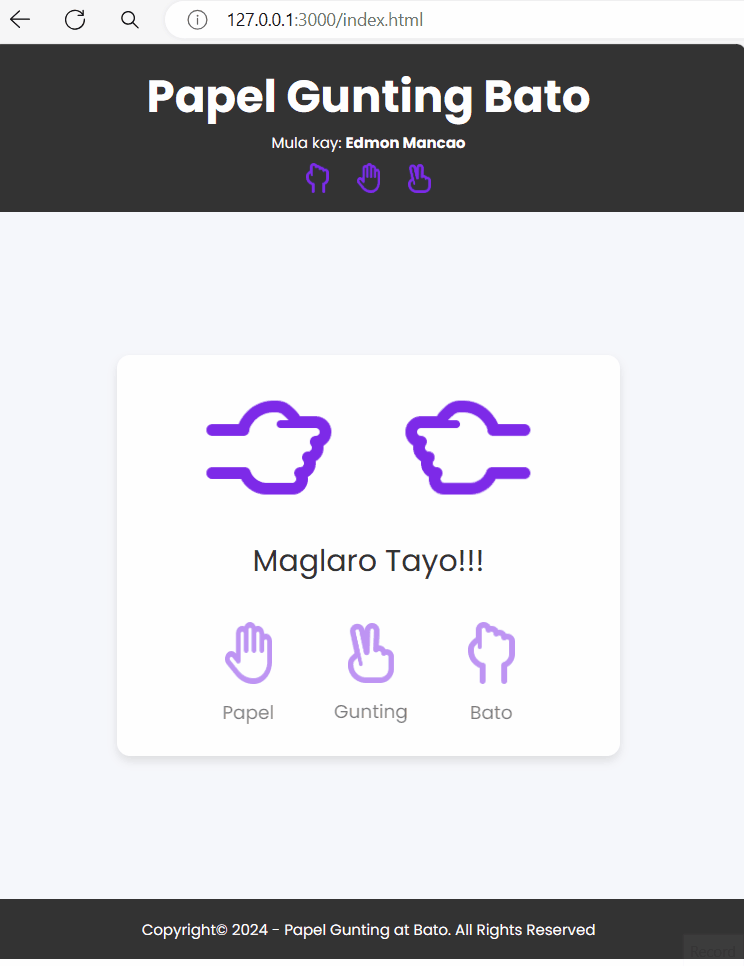 127.0.0.1:3000/index.html
Papel Gunting Bato
Mula kay: Edmon Mancao
Maglaro Tayo!!!
Papel Gunting Bato
Copyright© 2024 - Papel Gunting at Bato. All Rights Reserved
Record